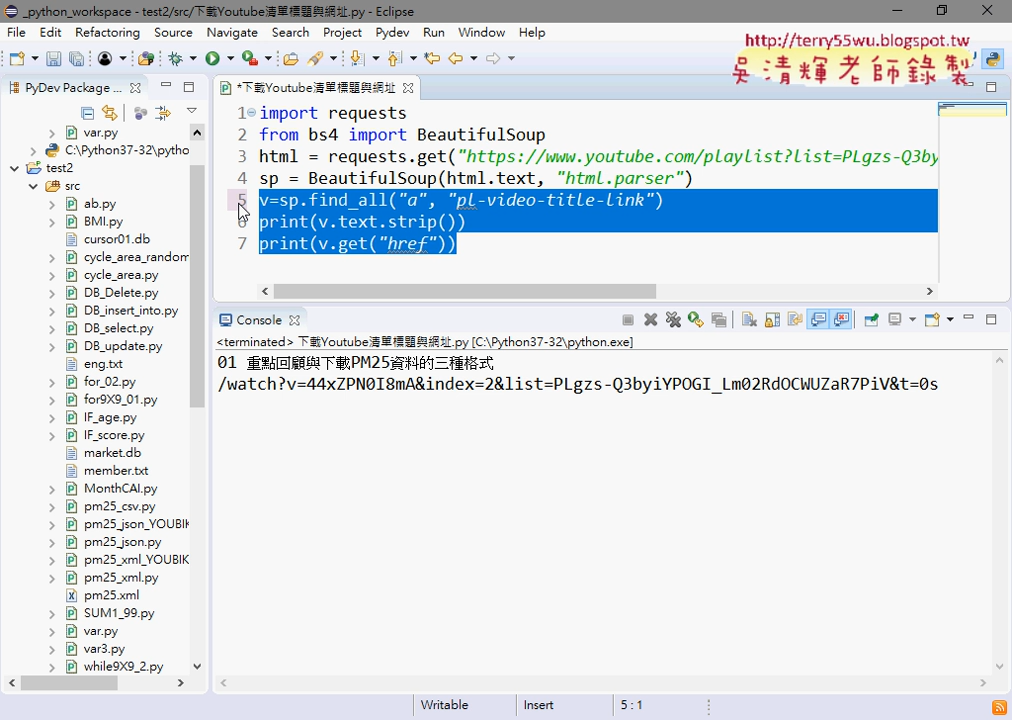 _python_workspace - test2/src/下載Youtube清單標題與網址.py - Eclipse
File Edit Refactoring Source Navigate Search Project Pydev Run Window Help
http://terry55wu.blogspot.tw
吳清輝老師錄製
PyDev Package ...
*下載Youtube清單標題與網址
var.py
C:\Python37-32\pytho
test2
src
ab.py
BMI.py
cursor01.db
cycle_area_random
cycle_area.py
DB_Delete.py
DB_insert_into.py
DB_select.py
DB_update.py
eng.txt
for_02.py
for9X9_01.py
IF_age.py
IF_score.py
market.db
member.txt
MonthCAl.py
pm25_csv.py
pm25_json_YOUBIK
pm25_json.py
pm25_xml_YOUBIK
pm25_xml.py
pm25.xml
SUM1_99.py
var.py
var3.py
while9X9_2.py
1 import requests
2 from bs4 import BeautifulSoup
3 html = requests.get("https://www.youtube.com/playlist?list=PLgzs-Q3by
4 sp = BeautifulSoup(html.text, "html.parser")
5 v=sp.find_all("a", "pl-video-title-link")
6 print(v.text.strip())
7 print(v.get("href"))
Console
<terminated> 下載Youtube清單標題與網址.py [C:\Python37-32\python.exe]
01 重點回顧與下載PM25資料的三種格式
/watch?v=44xZPN0I8mA&index=2&list=PLgzs-Q3byiYPOGI_Lm02RdOCWUZaR7PiV&t=0s
Writable Insert 5 : 1